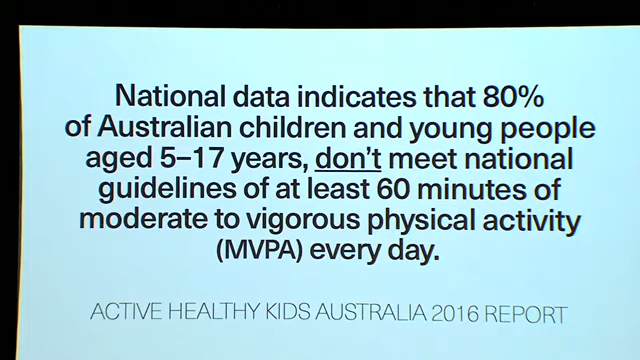 National data indicates that 80%
of Australian children and young people
aged 5–17 years, don't meet national
guidelines of at least 60 minutes of
moderate to vigorous physical activity
(MVPA) every day.
ACTIVE HEALTHY KIDS AUSTRALIA 2016 REPORT